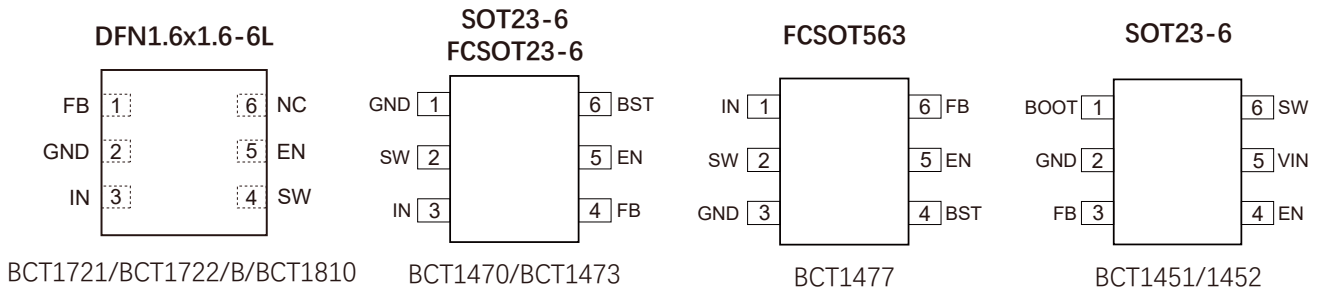 DFN1.6x1.6-6L
FB 1 6 NC
GND 2 5 EN
IN 3 4 SW
BCT1721/BCT1722/B/BCT1810
SOT23-6
FCSOT23-6
GND 1 6 BST
SW 2 5 EN
IN 3 4 FB
BCT1470/BCT1473
FCSOT563
IN 1 6 FB
SW 2 5 EN
GND 3 4 BST
BCT1477
SOT23-6
BOOT 1 6 SW
GND 2 5 VIN
FB 3 4 EN
BCT1451/1452